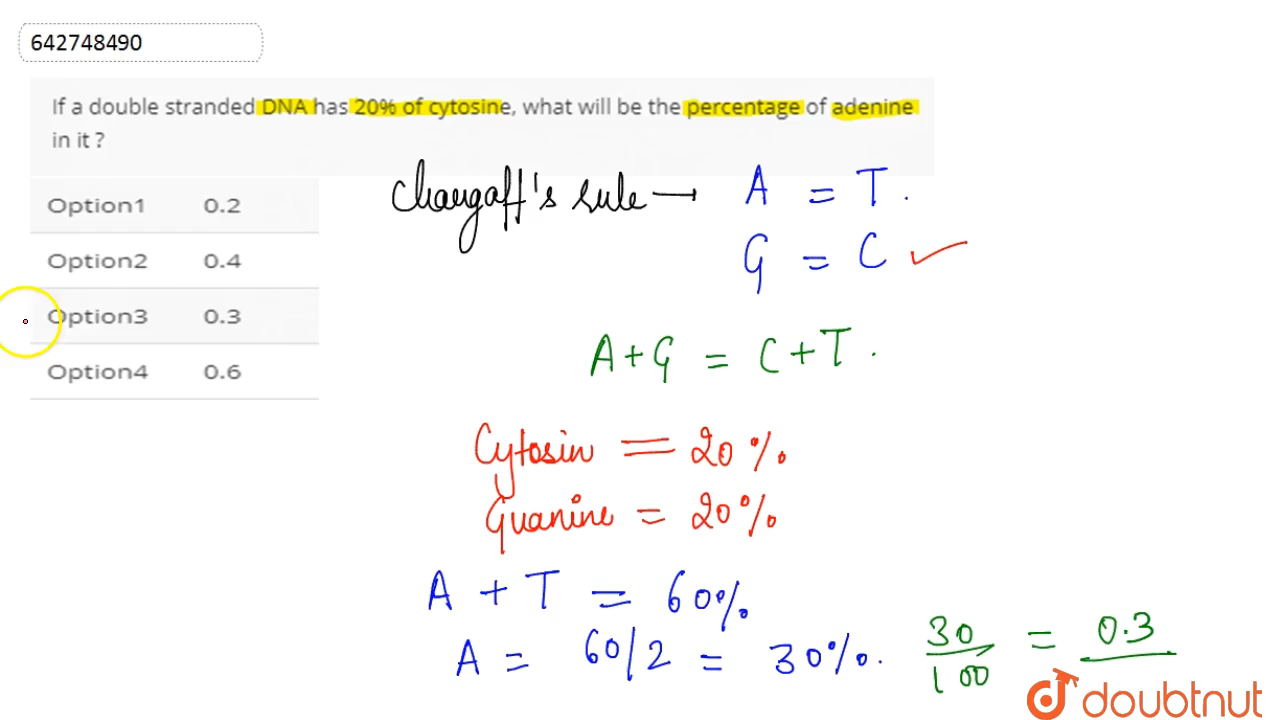 642748490
If a double stranded DNA has 20% of cytosine, what will be the percentage of adenine
in it ?
Option1 0.2
Option2 0.4
Option3 0.3
Option4 0.6
Chargaff's rule → A = T.
G = C ✓
A + G = C + T.
Cytosin = 20%
Guanine = 20%
A + T = 60%
A = 60/2 = 30%.
30/100 = 0.3
doubtnut